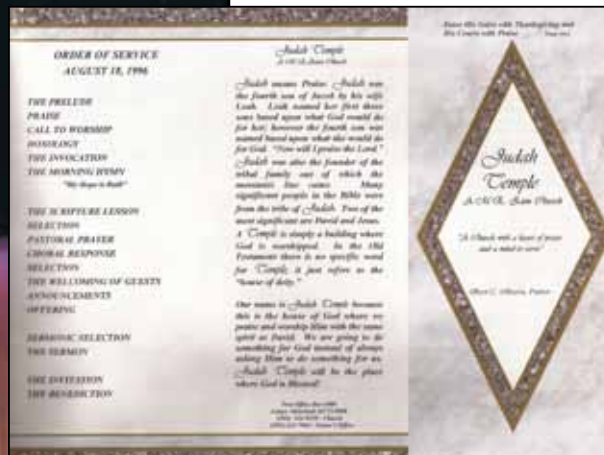 ORDER OF SERVICE
AUGUST 18, 1996
THE PRELUDE
PRAISE
CALL TO WORSHIP
DOXOLOGY
THE INVOCATION
THE MORNING HYMN
"My Hope is Built"
THE SCRIPTURE LESSON
SELECTION
PASTORAL PRAYER
CHORAL RESPONSE
SELECTION
THE WELCOMING OF GUESTS
ANNOUNCEMENTS
OFFERING
SERMONIC SELECTION
THE SERMON
THE INVITATION
THE BENEDICTION
Judah Temple
A.M.E. Zion Church
Judah means Praise. Judah was
the fourth son of Jacob by his wife
Leah. Leah named her first three
sons based upon what God would do
for her; however the fourth son was
named based upon what she would do
for God. "Now will I praise the Lord."
Judah was also the founder of the
tribal family out of which the
messianic line came. Many
significant people in the Bible were
from the tribe of Judah. Two of the
most significant are David and Jesus.
A Temple is simply a building where
God is worshipped. In the Old
Testament there is no specific word
for Temple, it just refers to the
"house of deity."
Our name is Judah Temple because
this is the house of God where we
praise and worship Him with the same
spirit as David. We are going to do
something for God instead of always
asking Him to do something for us.
Judah Temple will be the place
where God is Blessed!
Post Office Box
Enter His Gates with Thanksgiving and
His Courts with Praise
Judah
Temple
A.M.E. Zion Church
"A Church with a heart of praise
and a mind to serve"
Pastor